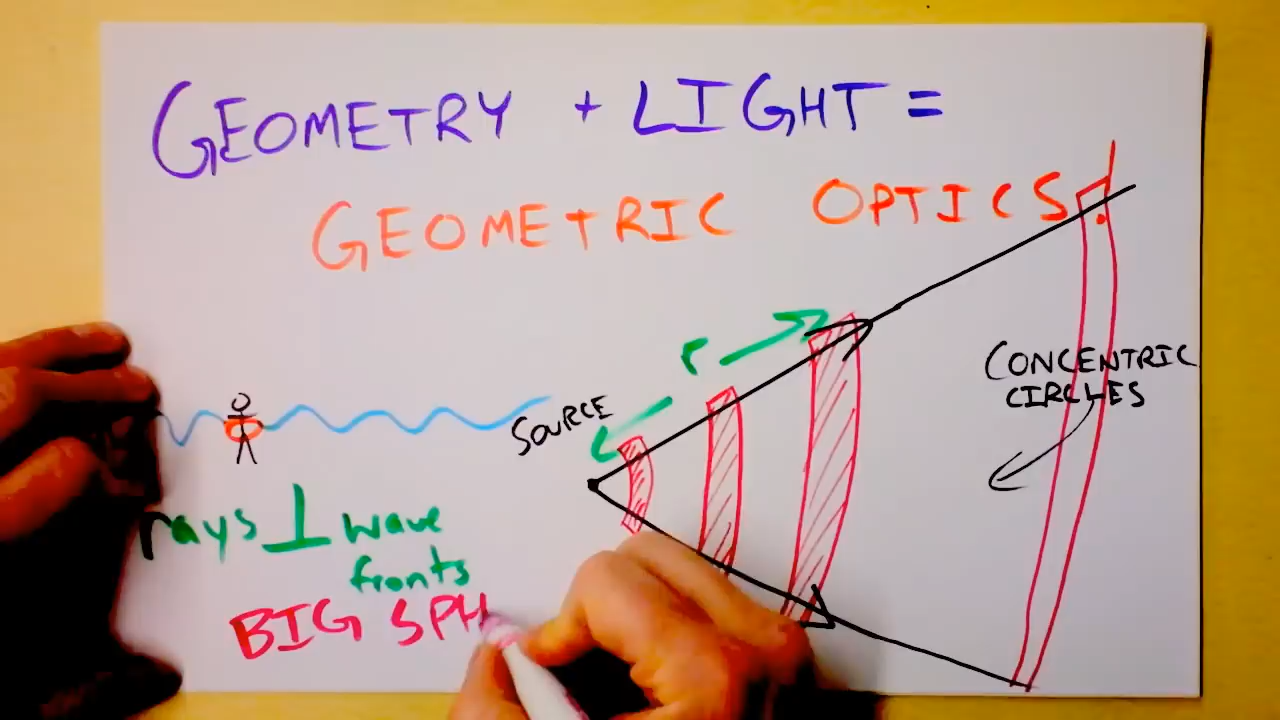 GEOMETRY + LIGHT =
GEOMETRIC OPTICS
r
SOURCE
CONCENTRIC
CIRCLES
rays ⊥ wave
fronts
BIG SPH